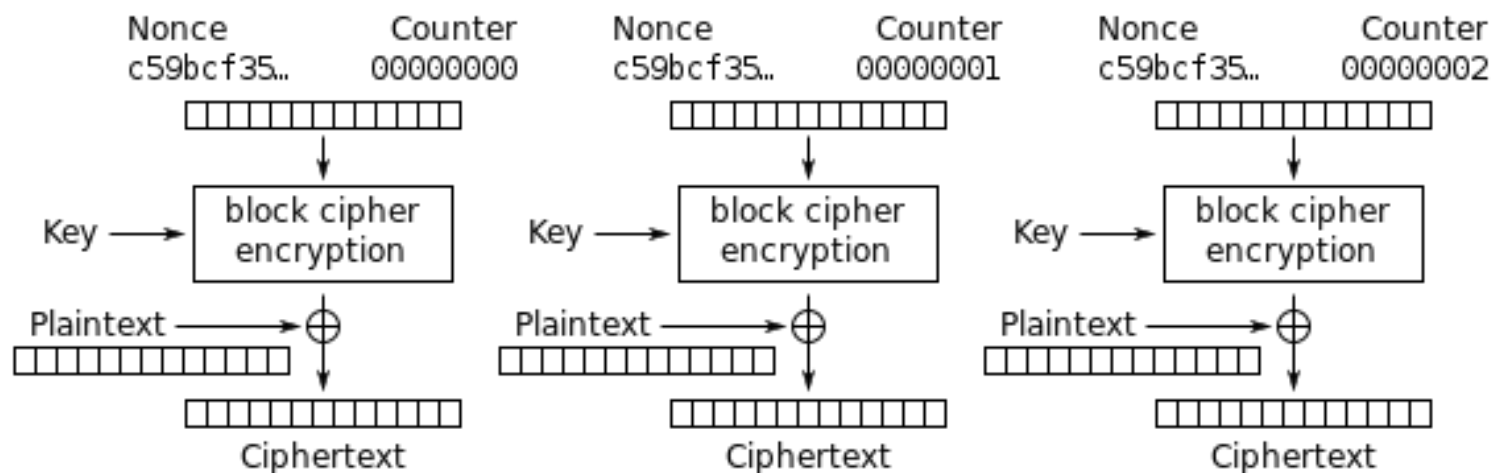 Nonce Counter Nonce Counter Nonce Counter
c59bcf35… 00000000 c59bcf35… 00000001 c59bcf35… 00000002
block cipher block cipher block cipher
Key encryption Key encryption Key encryption
Plaintext Plaintext Plaintext
Ciphertext Ciphertext Ciphertext